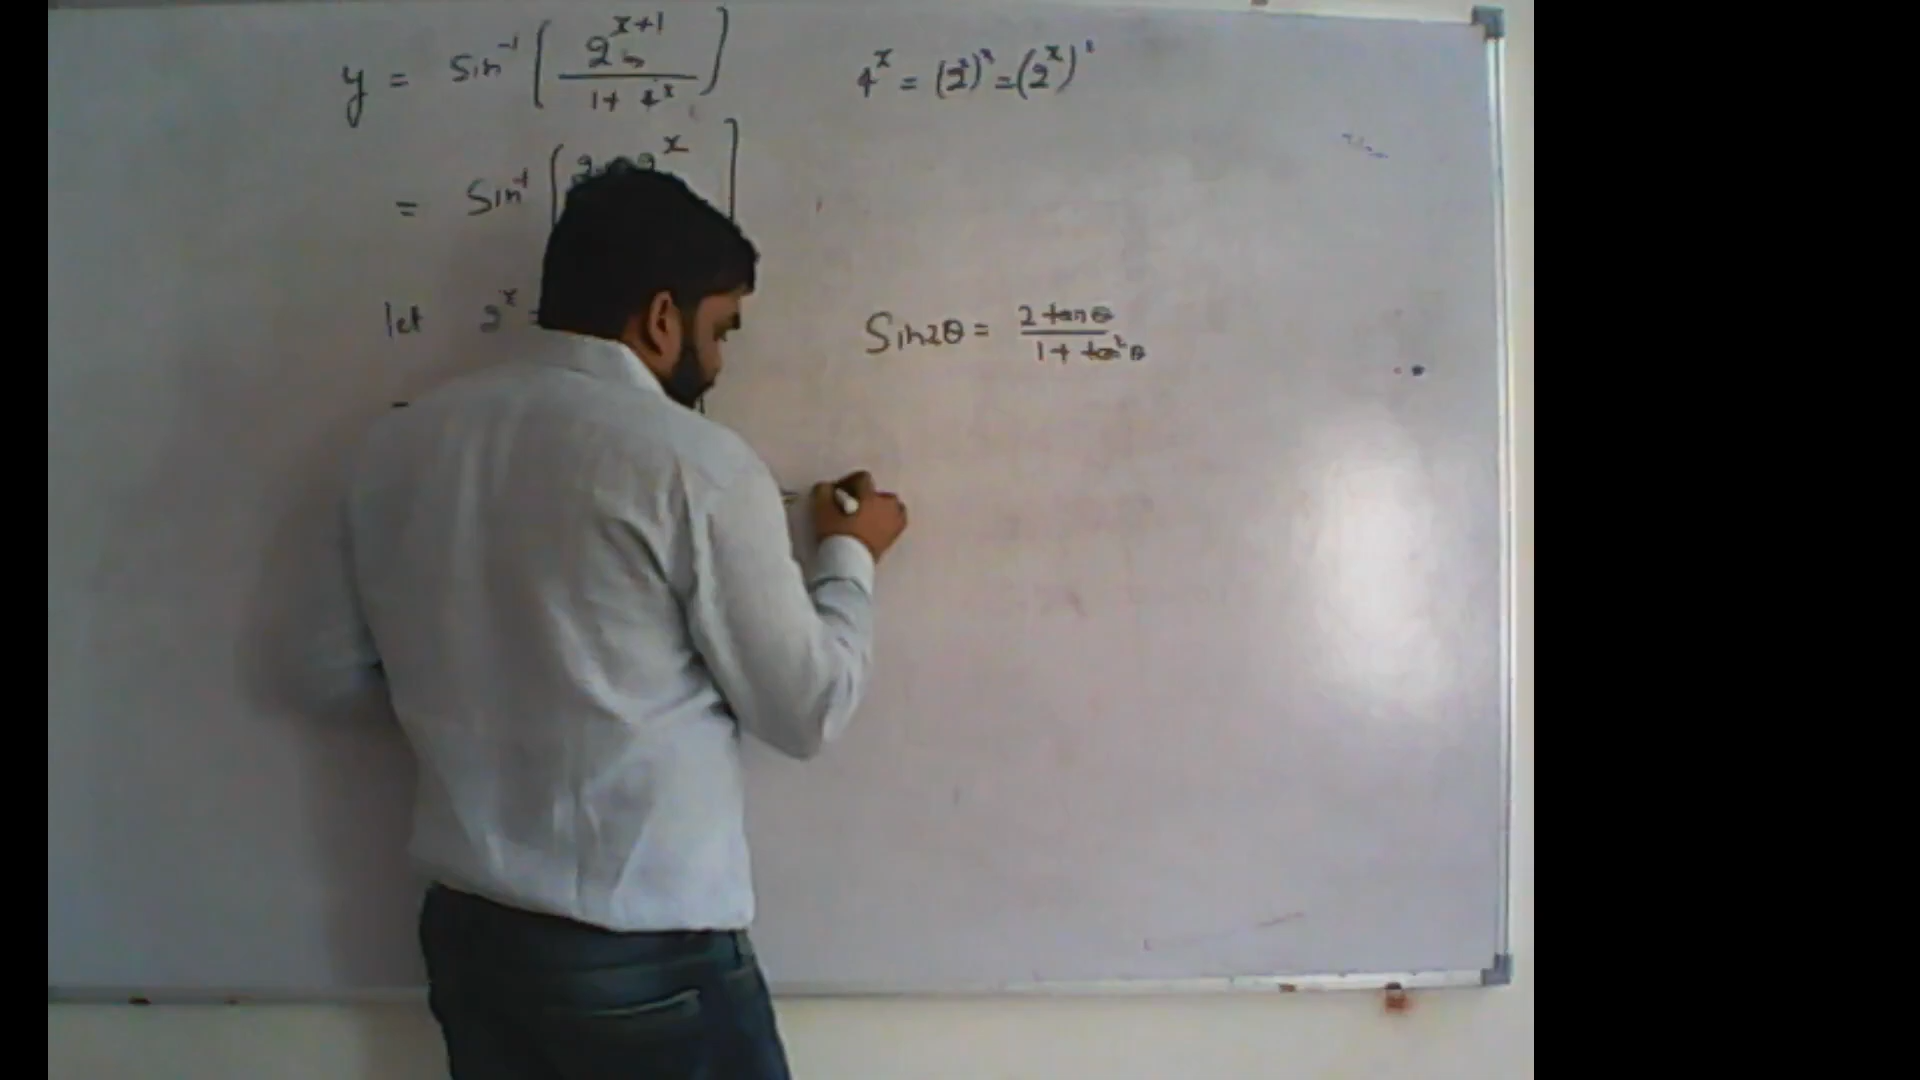 y = Sin⁻¹ [ 2^(x+1) / 1 + 4^x ]
4^x = (2²)^x = (2^x)²
= Sin⁻¹ [ 2 · 2^x
let 2^x =
Sin2θ = 2 tanθ / 1 + tan²θ
=